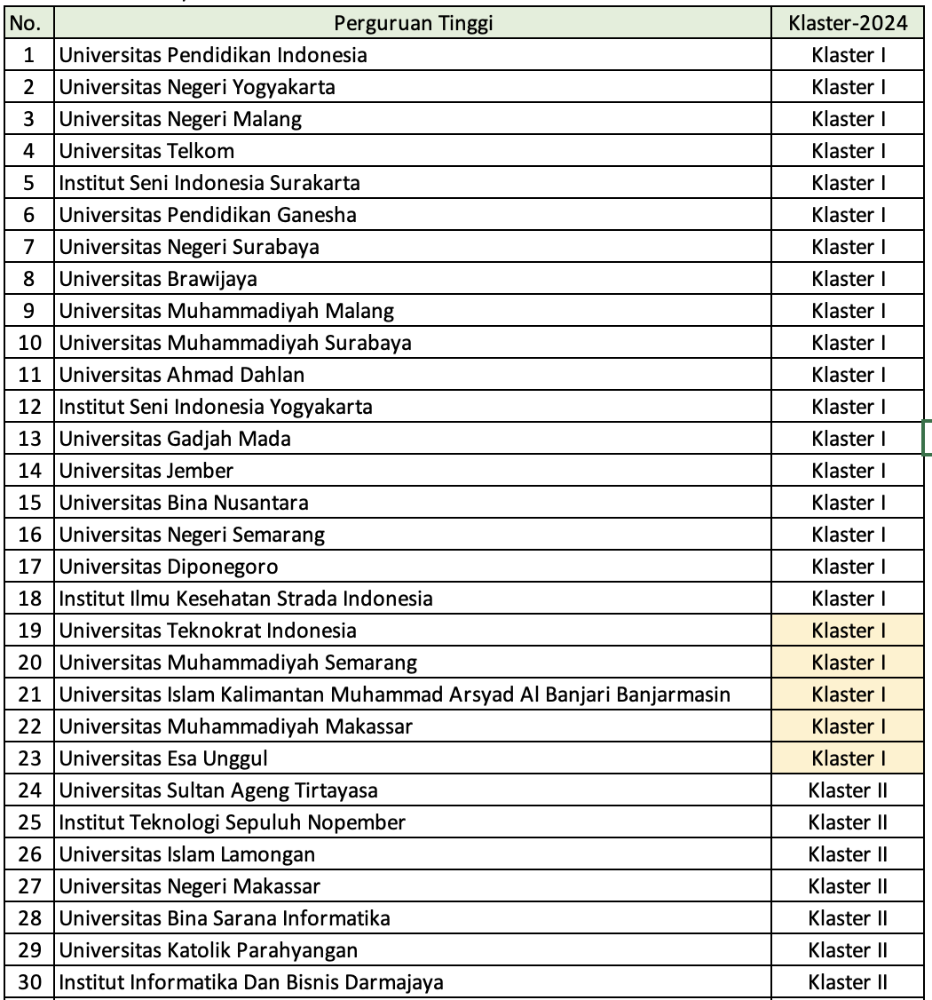 No. Perguruan Tinggi Klaster-2024
1 Universitas Pendidikan Indonesia Klaster I
2 Universitas Negeri Yogyakarta Klaster I
3 Universitas Negeri Malang Klaster I
4 Universitas Telkom Klaster I
5 Institut Seni Indonesia Surakarta Klaster I
6 Universitas Pendidikan Ganesha Klaster I
7 Universitas Negeri Surabaya Klaster I
8 Universitas Brawijaya Klaster I
9 Universitas Muhammadiyah Malang Klaster I
10 Universitas Muhammadiyah Surabaya Klaster I
11 Universitas Ahmad Dahlan Klaster I
12 Institut Seni Indonesia Yogyakarta Klaster I
13 Universitas Gadjah Mada Klaster I
14 Universitas Jember Klaster I
15 Universitas Bina Nusantara Klaster I
16 Universitas Negeri Semarang Klaster I
17 Universitas Diponegoro Klaster I
18 Institut Ilmu Kesehatan Strada Indonesia Klaster I
19 Universitas Teknokrat Indonesia Klaster I
20 Universitas Muhammadiyah Semarang Klaster I
21 Universitas Islam Kalimantan Muhammad Arsyad Al Banjari Banjarmasin Klaster I
22 Universitas Muhammadiyah Makassar Klaster I
23 Universitas Esa Unggul Klaster I
24 Universitas Sultan Ageng Tirtayasa Klaster II
25 Institut Teknologi Sepuluh Nopember Klaster II
26 Universitas Islam Lamongan Klaster II
27 Universitas Negeri Makassar Klaster II
28 Universitas Bina Sarana Informatika Klaster II
29 Universitas Katolik Parahyangan Klaster II
30 Institut Informatika Dan Bisnis Darmajaya Klaster II